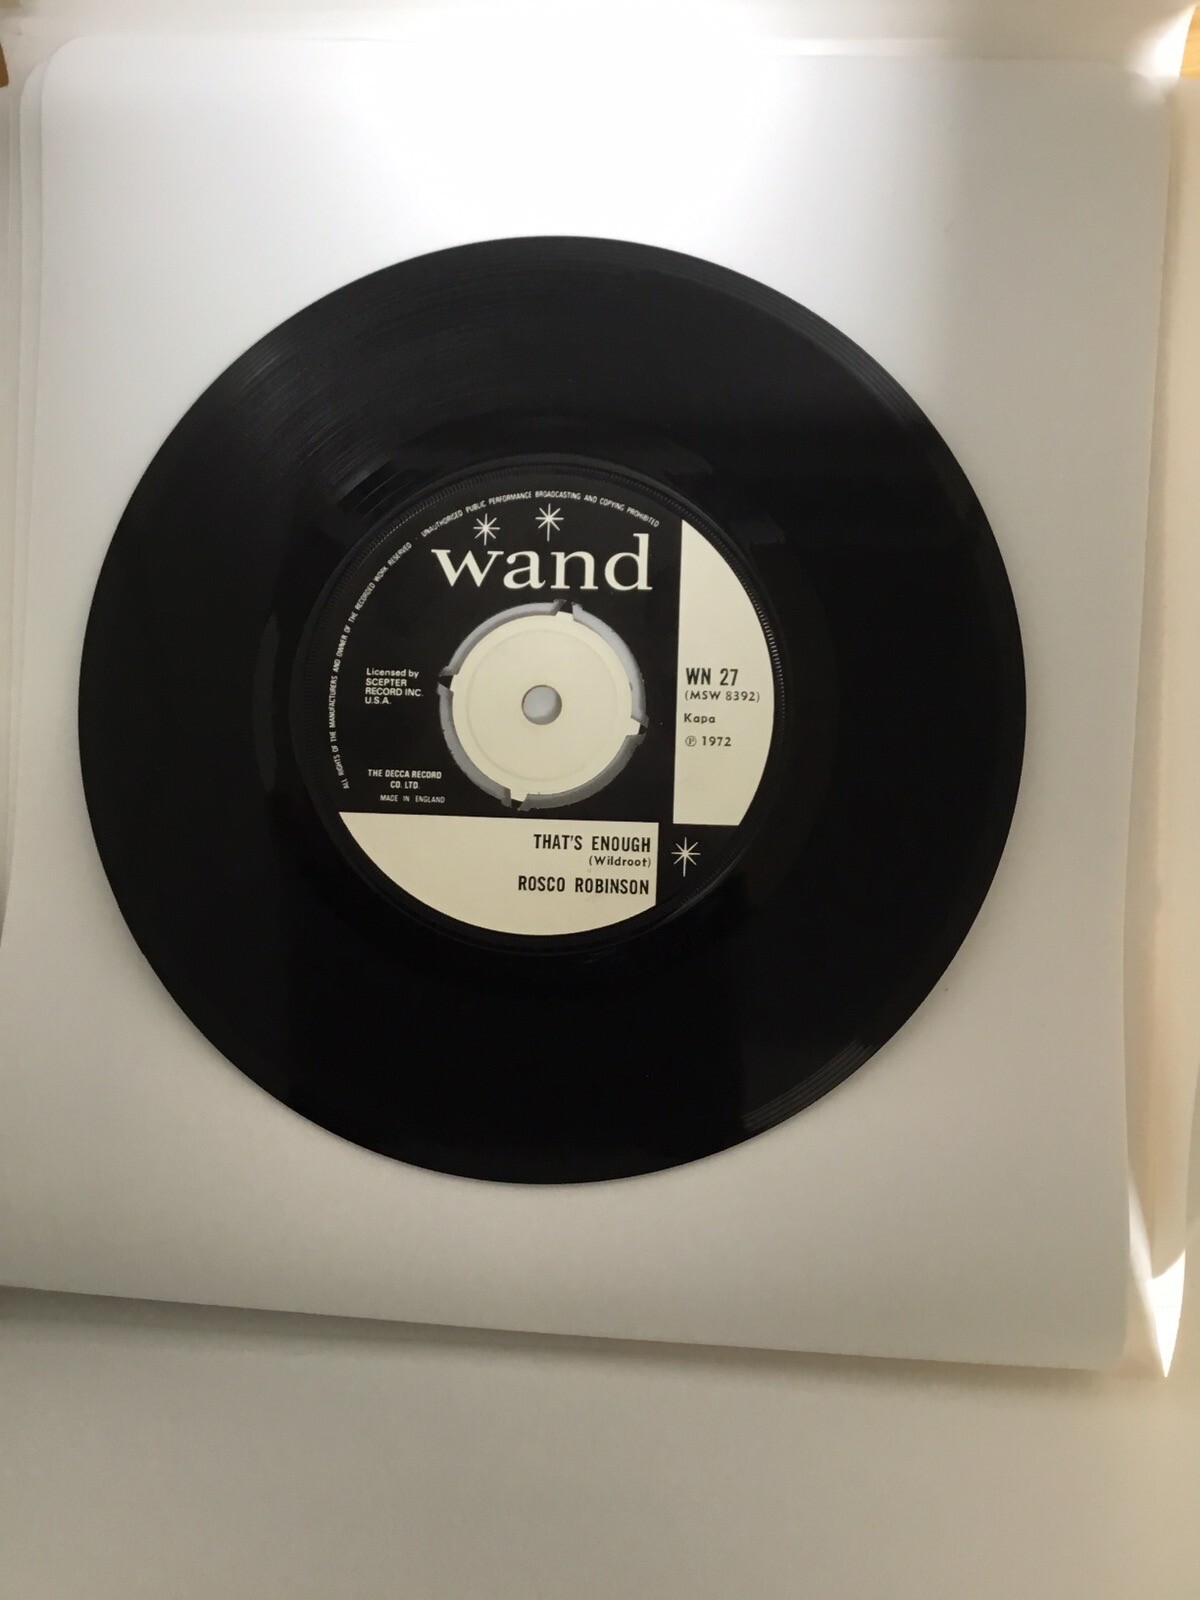 ALL RIGHTS OF THE MANUFACTURERS AND OWNER OF THE RECORDED WORK RESERVED · UNAUTHORISED PUBLIC PERFORMANCE BROADCASTING AND COPYING PROHIBITED
wand
Licensed by
SCEPTER
RECORD INC.
U.S.A.
WN 27
(MSW 8392)
Kapa
℗ 1972
THE DECCA RECORD
CO. LTD.
MADE IN ENGLAND
THAT'S ENOUGH
(Wildroot)
ROSCO ROBINSON